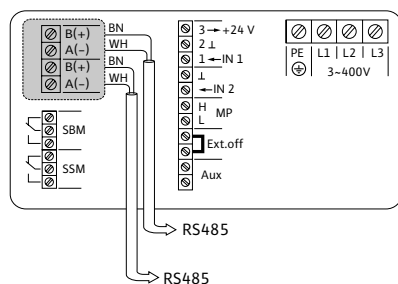 B(+) BN
A(-) WH
B(+) BN
A(-) WH
SBM
SSM
3 → +24 V
2 ⊥
1 ← IN 1
⊥
← IN 2
H
L
MP
Ext.off
Aux
PE L1 L2 L3
3~400V
RS485
RS485